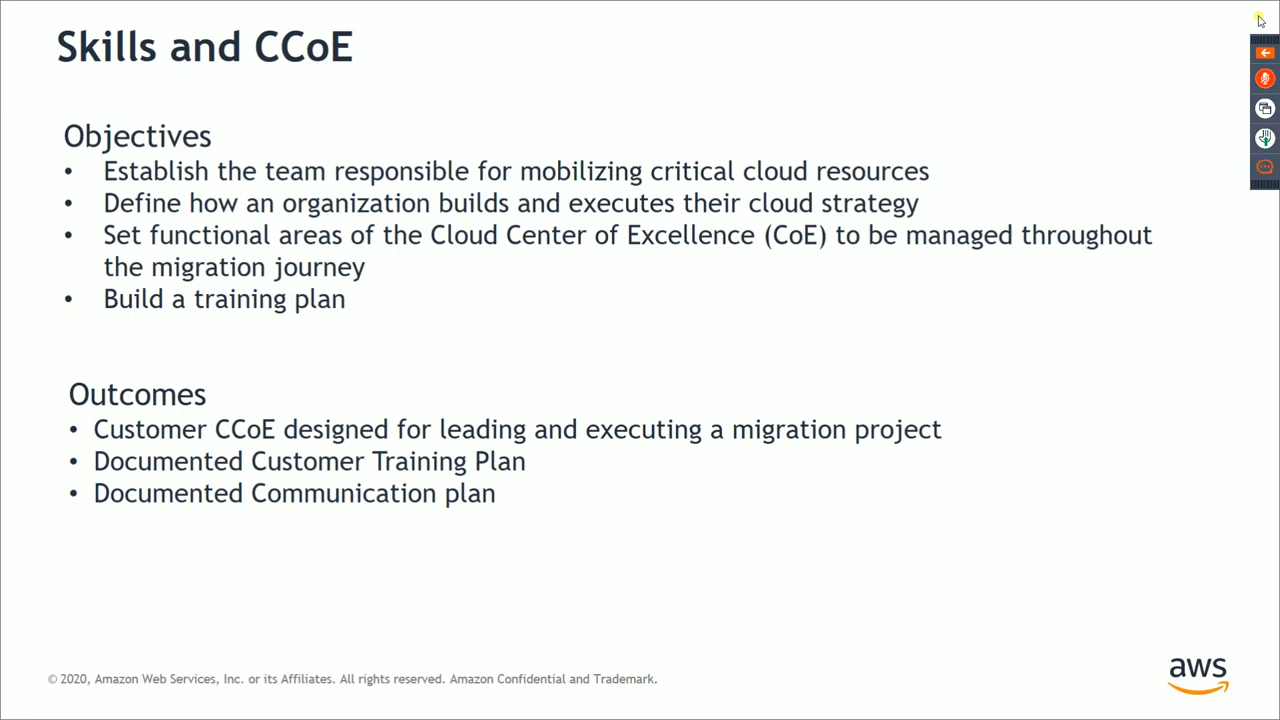 Skills and CCoE
Objectives
• Establish the team responsible for mobilizing critical cloud resources
• Define how an organization builds and executes their cloud strategy
• Set functional areas of the Cloud Center of Excellence (CoE) to be managed throughout
the migration journey
• Build a training plan
Outcomes
• Customer CCoE designed for leading and executing a migration project
• Documented Customer Training Plan
• Documented Communication plan
© 2020, Amazon Web Services, Inc. or its Affiliates. All rights reserved. Amazon Confidential and Trademark.
aws